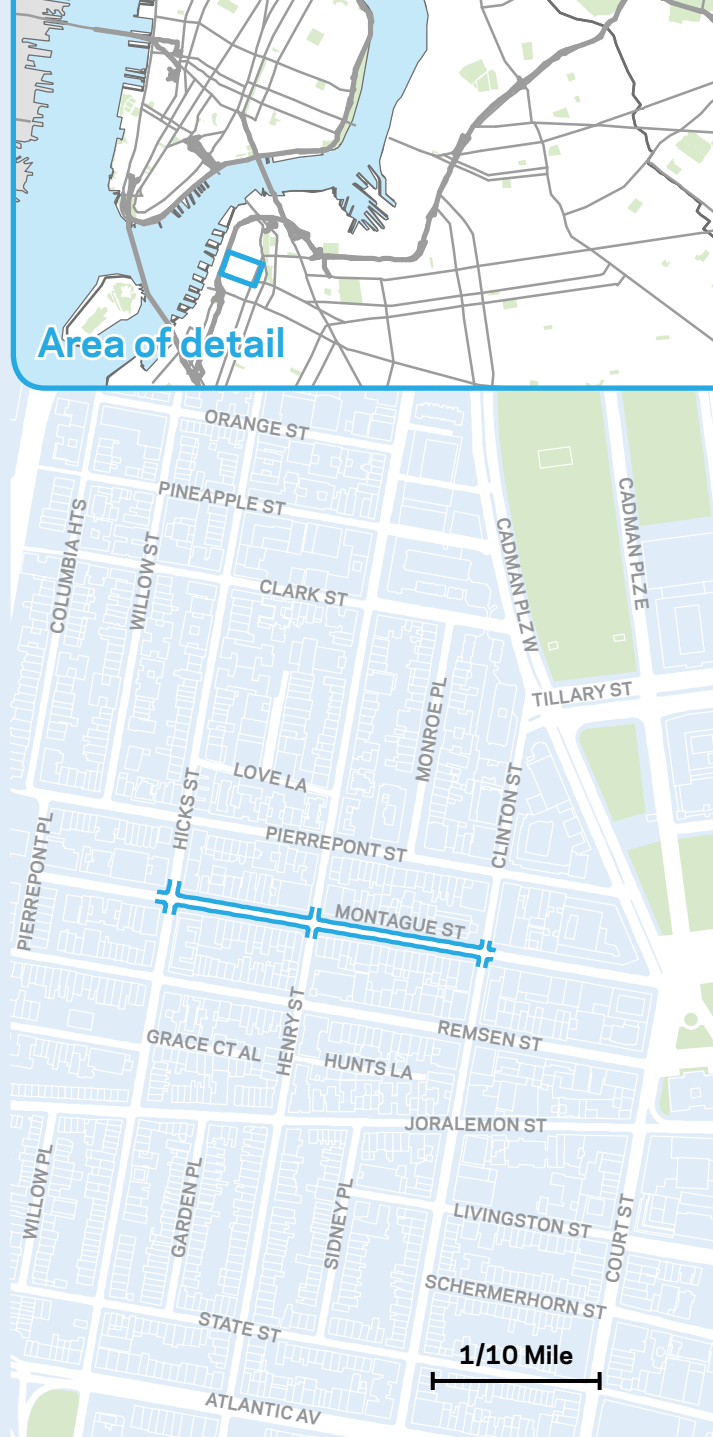 Area of detail
ORANGE ST
PINEAPPLE ST
COLUMBIA HTS
WILLOW ST
CADMAN PLZ W
CADMAN PLZ E
CLARK ST
TILLARY ST
MONROE PL
LOVE LA
HICKS ST
CLINTON ST
PIERREPONT ST
PIERREPONT PL
MONTAGUE ST
HENRY ST
REMSEN ST
GRACE CT AL
HUNTS LA
JORALEMON ST
WILLOW PL
GARDEN PL
SIDNEY PL
LIVINGSTON ST
COURT ST
SCHERMERHORN ST
STATE ST
1/10 Mile
ATLANTIC AV